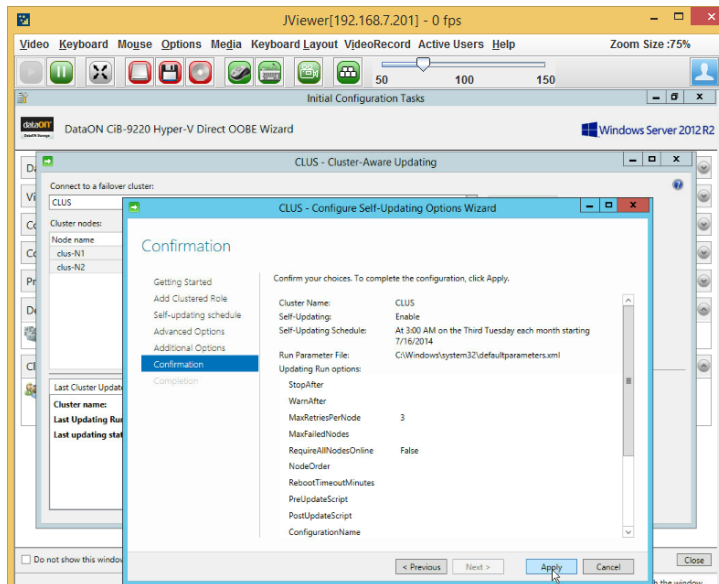 JViewer[192.168.7.201] - 0 fps
Video Keyboard Mouse Options Media Keyboard Layout VideoRecord Active Users Help Zoom Size :75%
50 100 150
Initial Configuration Tasks
dataON DataON CiB-9220 Hyper-V Direct OOBE Wizard Windows Server 2012 R2
CLUS - Cluster-Aware Updating
Connect to a failover cluster:
CLUS
Cluster nodes:
Node name
clus-N1
clus-N2
Last Cluster Update
Cluster name:
Last Updating Run
Last updating stat
CLUS - Configure Self-Updating Options Wizard
Confirmation
Getting Started
Add Clustered Role
Self-updating schedule
Advanced Options
Additional Options
Confirmation
Completion
Confirm your choices. To complete the configuration, click Apply.
Cluster Name: CLUS
Self-Updating: Enable
Self-Updating Schedule: At 3:00 AM on the Third Tuesday each month starting
7/16/2014
Run Parameter File: C:\Windows\system32\defaultparameters.xml
Updating Run options:
StopAfter
WarnAfter
MaxRetriesPerNode 3
MaxFailedNodes
RequireAllNodesOnline False
NodeOrder
RebootTimeoutMinutes
PreUpdateScript
PostUpdateScript
ConfigurationName
< Previous Next > Apply Cancel
Do not show this window Close